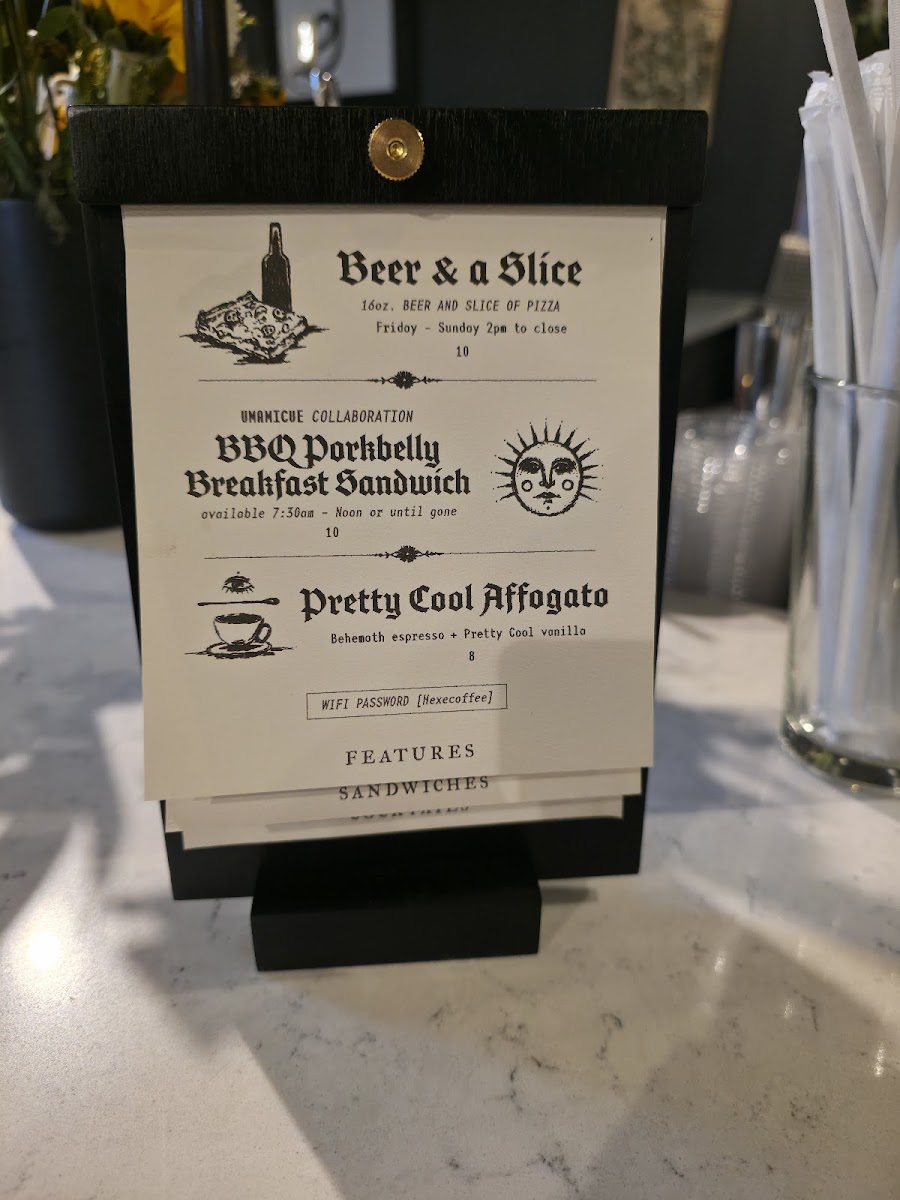 Beer & a Slice
16oz. BEER AND SLICE OF PIZZA
Friday - Sunday 2pm to close
10
UMAMICUE COLLABORATION
BBQ Porkbelly
Breakfast Sandwich
available 7:30am - Noon or until gone
10
Pretty Cool Affogato
Behemoth espresso + Pretty Cool vanilla
8
WIFI PASSWORD [Hexecoffee]
FEATURES
SANDWICHES